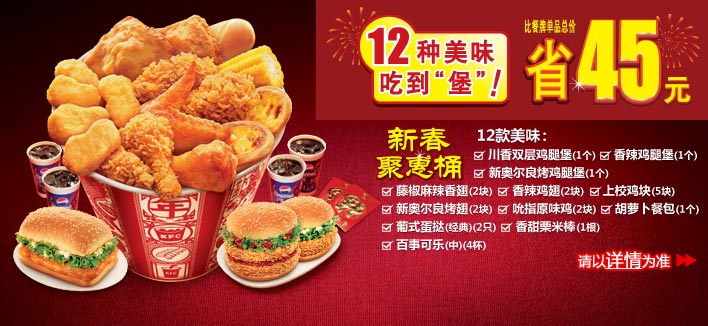 12种美味
吃到“堡”!
比餐牌单品总价
省45元
新春
聚惠桶
12款美味:
川香双层鸡腿堡(1个) 香辣鸡腿堡(1个)
新奥尔良烤鸡腿堡(1个)
藤椒麻辣香翅(2块) 香辣鸡翅(2块) 上校鸡块(5块)
新奥尔良烤翅(2块) 吮指原味鸡(2块) 胡萝卜餐包(1个)
葡式蛋挞(经典)(2只) 香甜栗米棒(1根)
百事可乐(中)(4杯)
请以详情为准
年
KFC